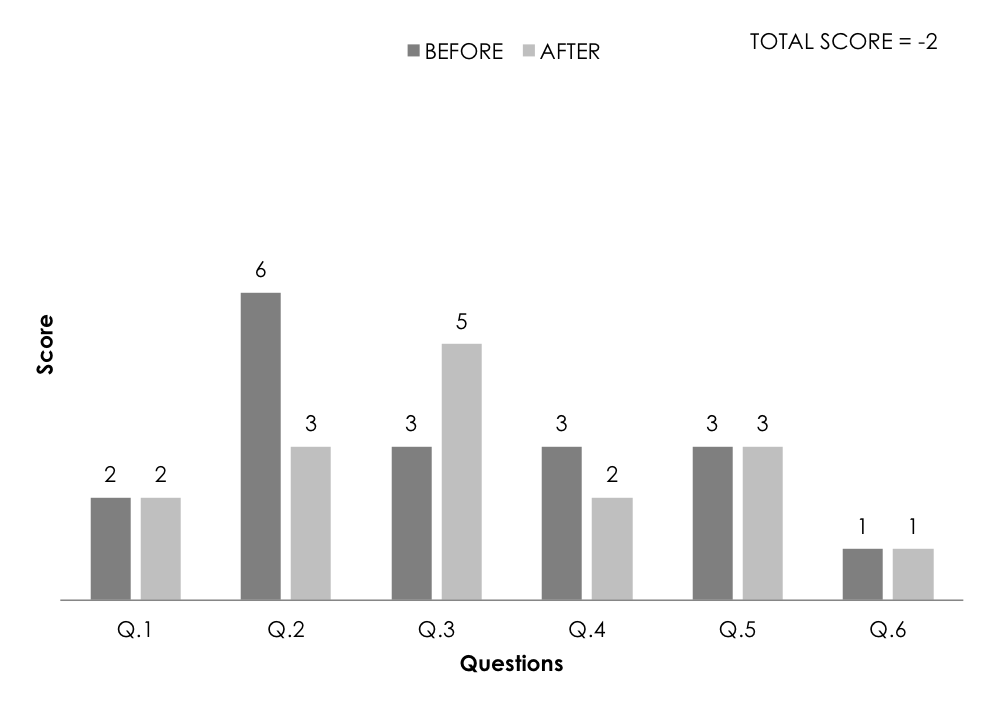 BEFORE AFTER
TOTAL SCORE = -2
Score
6
5
3
3 3
3 3
2 2
2
1 1
Q.1 Q.2 Q.3 Q.4 Q.5 Q.6
Questions